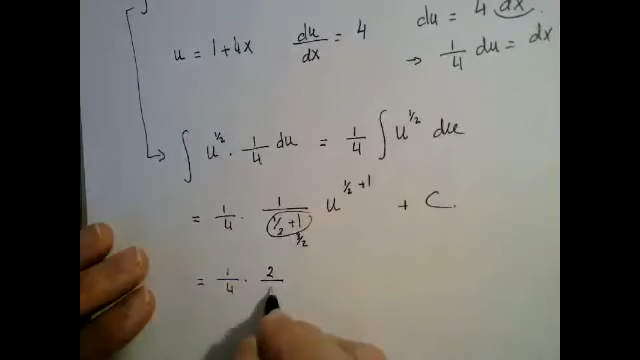 du = 4 dx
u = 1+4x du/dx = 4
→ 1/4 du = dx
∫ u^1/2 · 1/4 du = 1/4 ∫ u^1/2 du
= 1/4 · 1/(1/2+1) u^1/2+1 + C.
3/2
= 1/4 · 2/